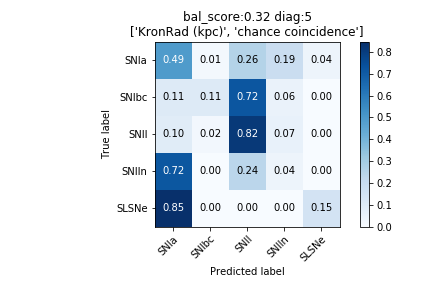 bal_score:0.32 diag:5
['KronRad (kpc)', 'chance coincidence']
True label
SNIa 0.49 0.01 0.26 0.19 0.04
SNIbc 0.11 0.11 0.72 0.06 0.00
SNII 0.10 0.02 0.82 0.07 0.00
SNIIn 0.72 0.00 0.24 0.04 0.00
SLSNe 0.85 0.00 0.00 0.00 0.15
SNIa SNIbc SNII SNIIn SLSNe
Predicted label
0.8
0.7
0.6
0.5
0.4
0.3
0.2
0.1
0.0